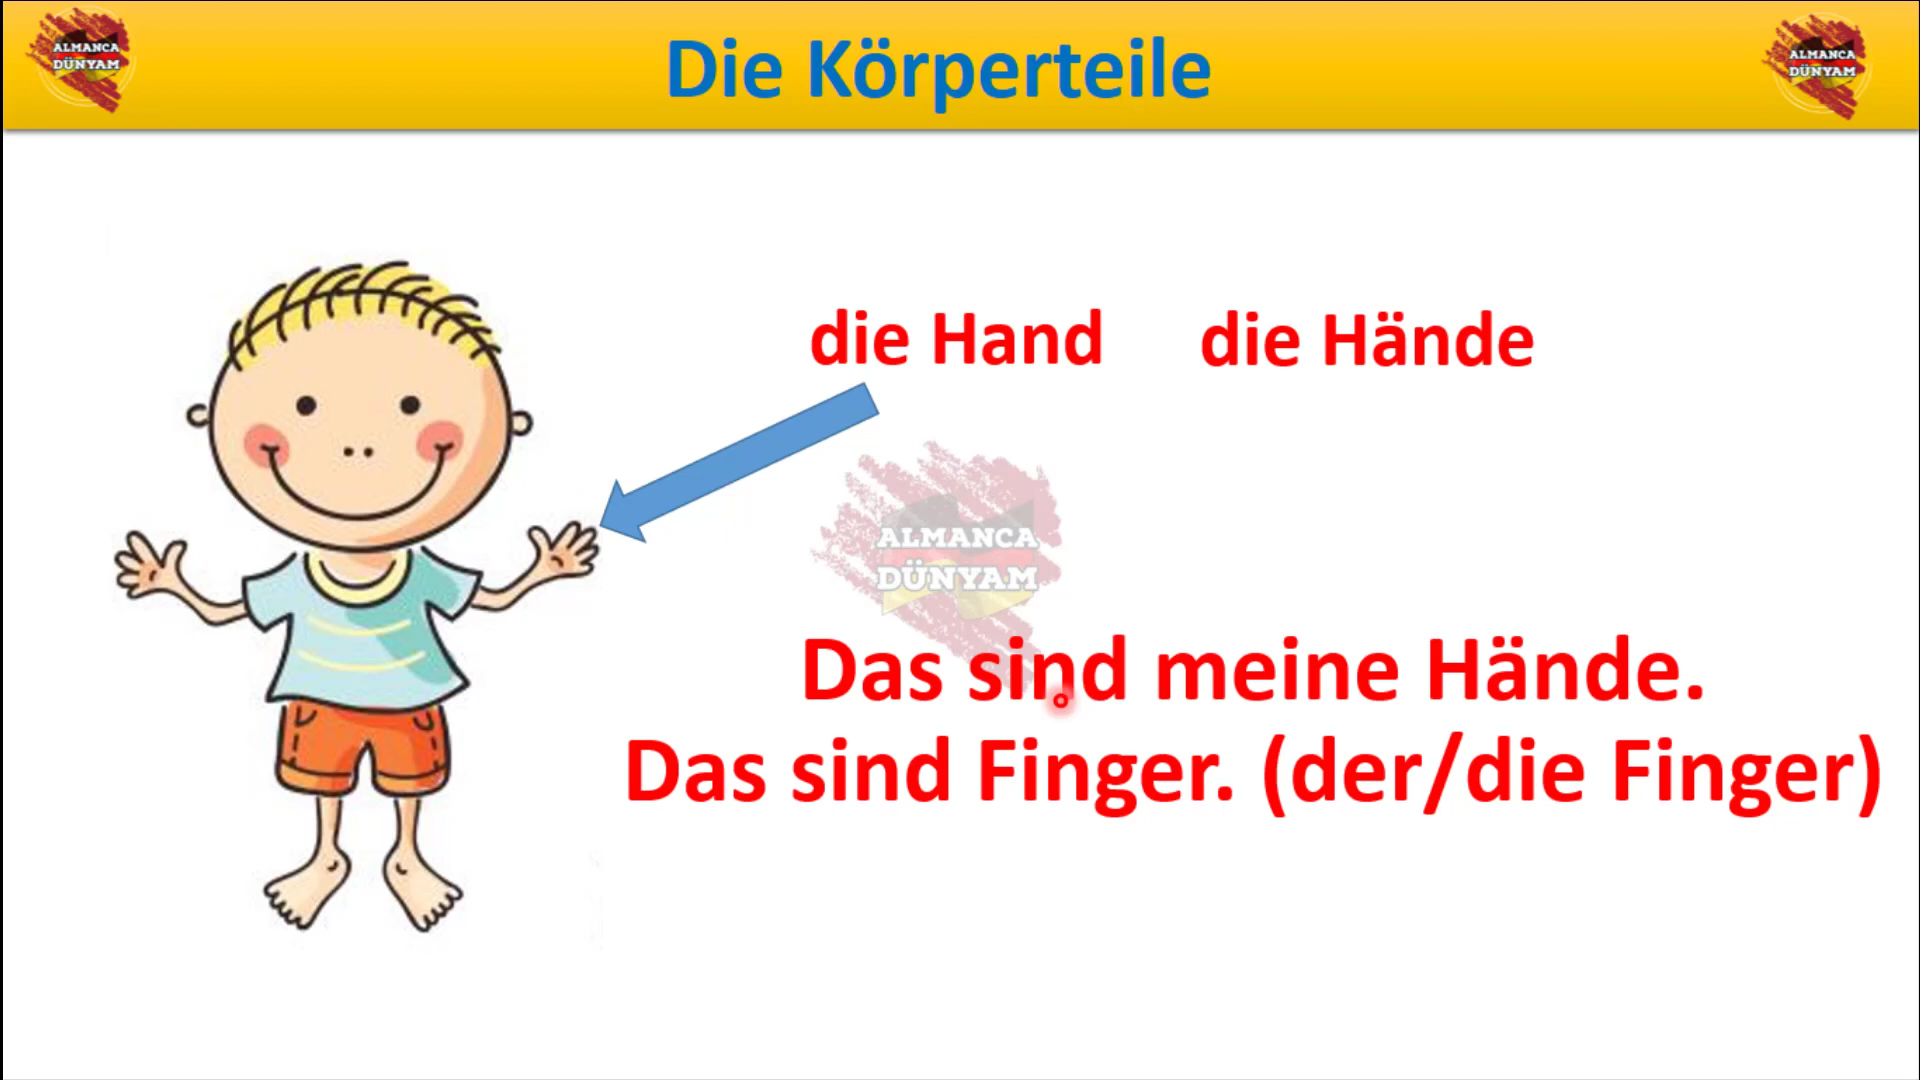 ALMANCA
DÜNYAM
Die Körperteile
ALMANCA
DÜNYAM
die Hand die Hände
ALMANCA
DÜNYAM
Das sind meine Hände.
Das sind Finger. (der/die Finger)